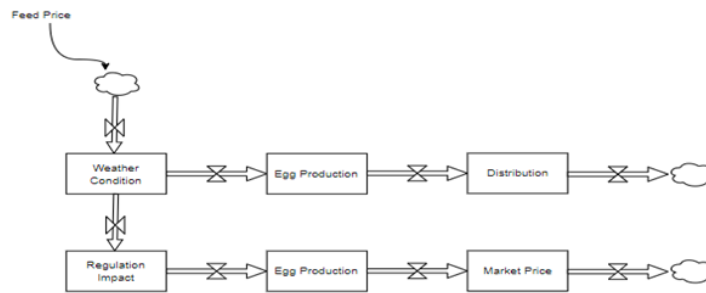 Feed Price
Weather
Condition
Egg Production
Distribution
Regulation
Impact
Egg Production
Market Price